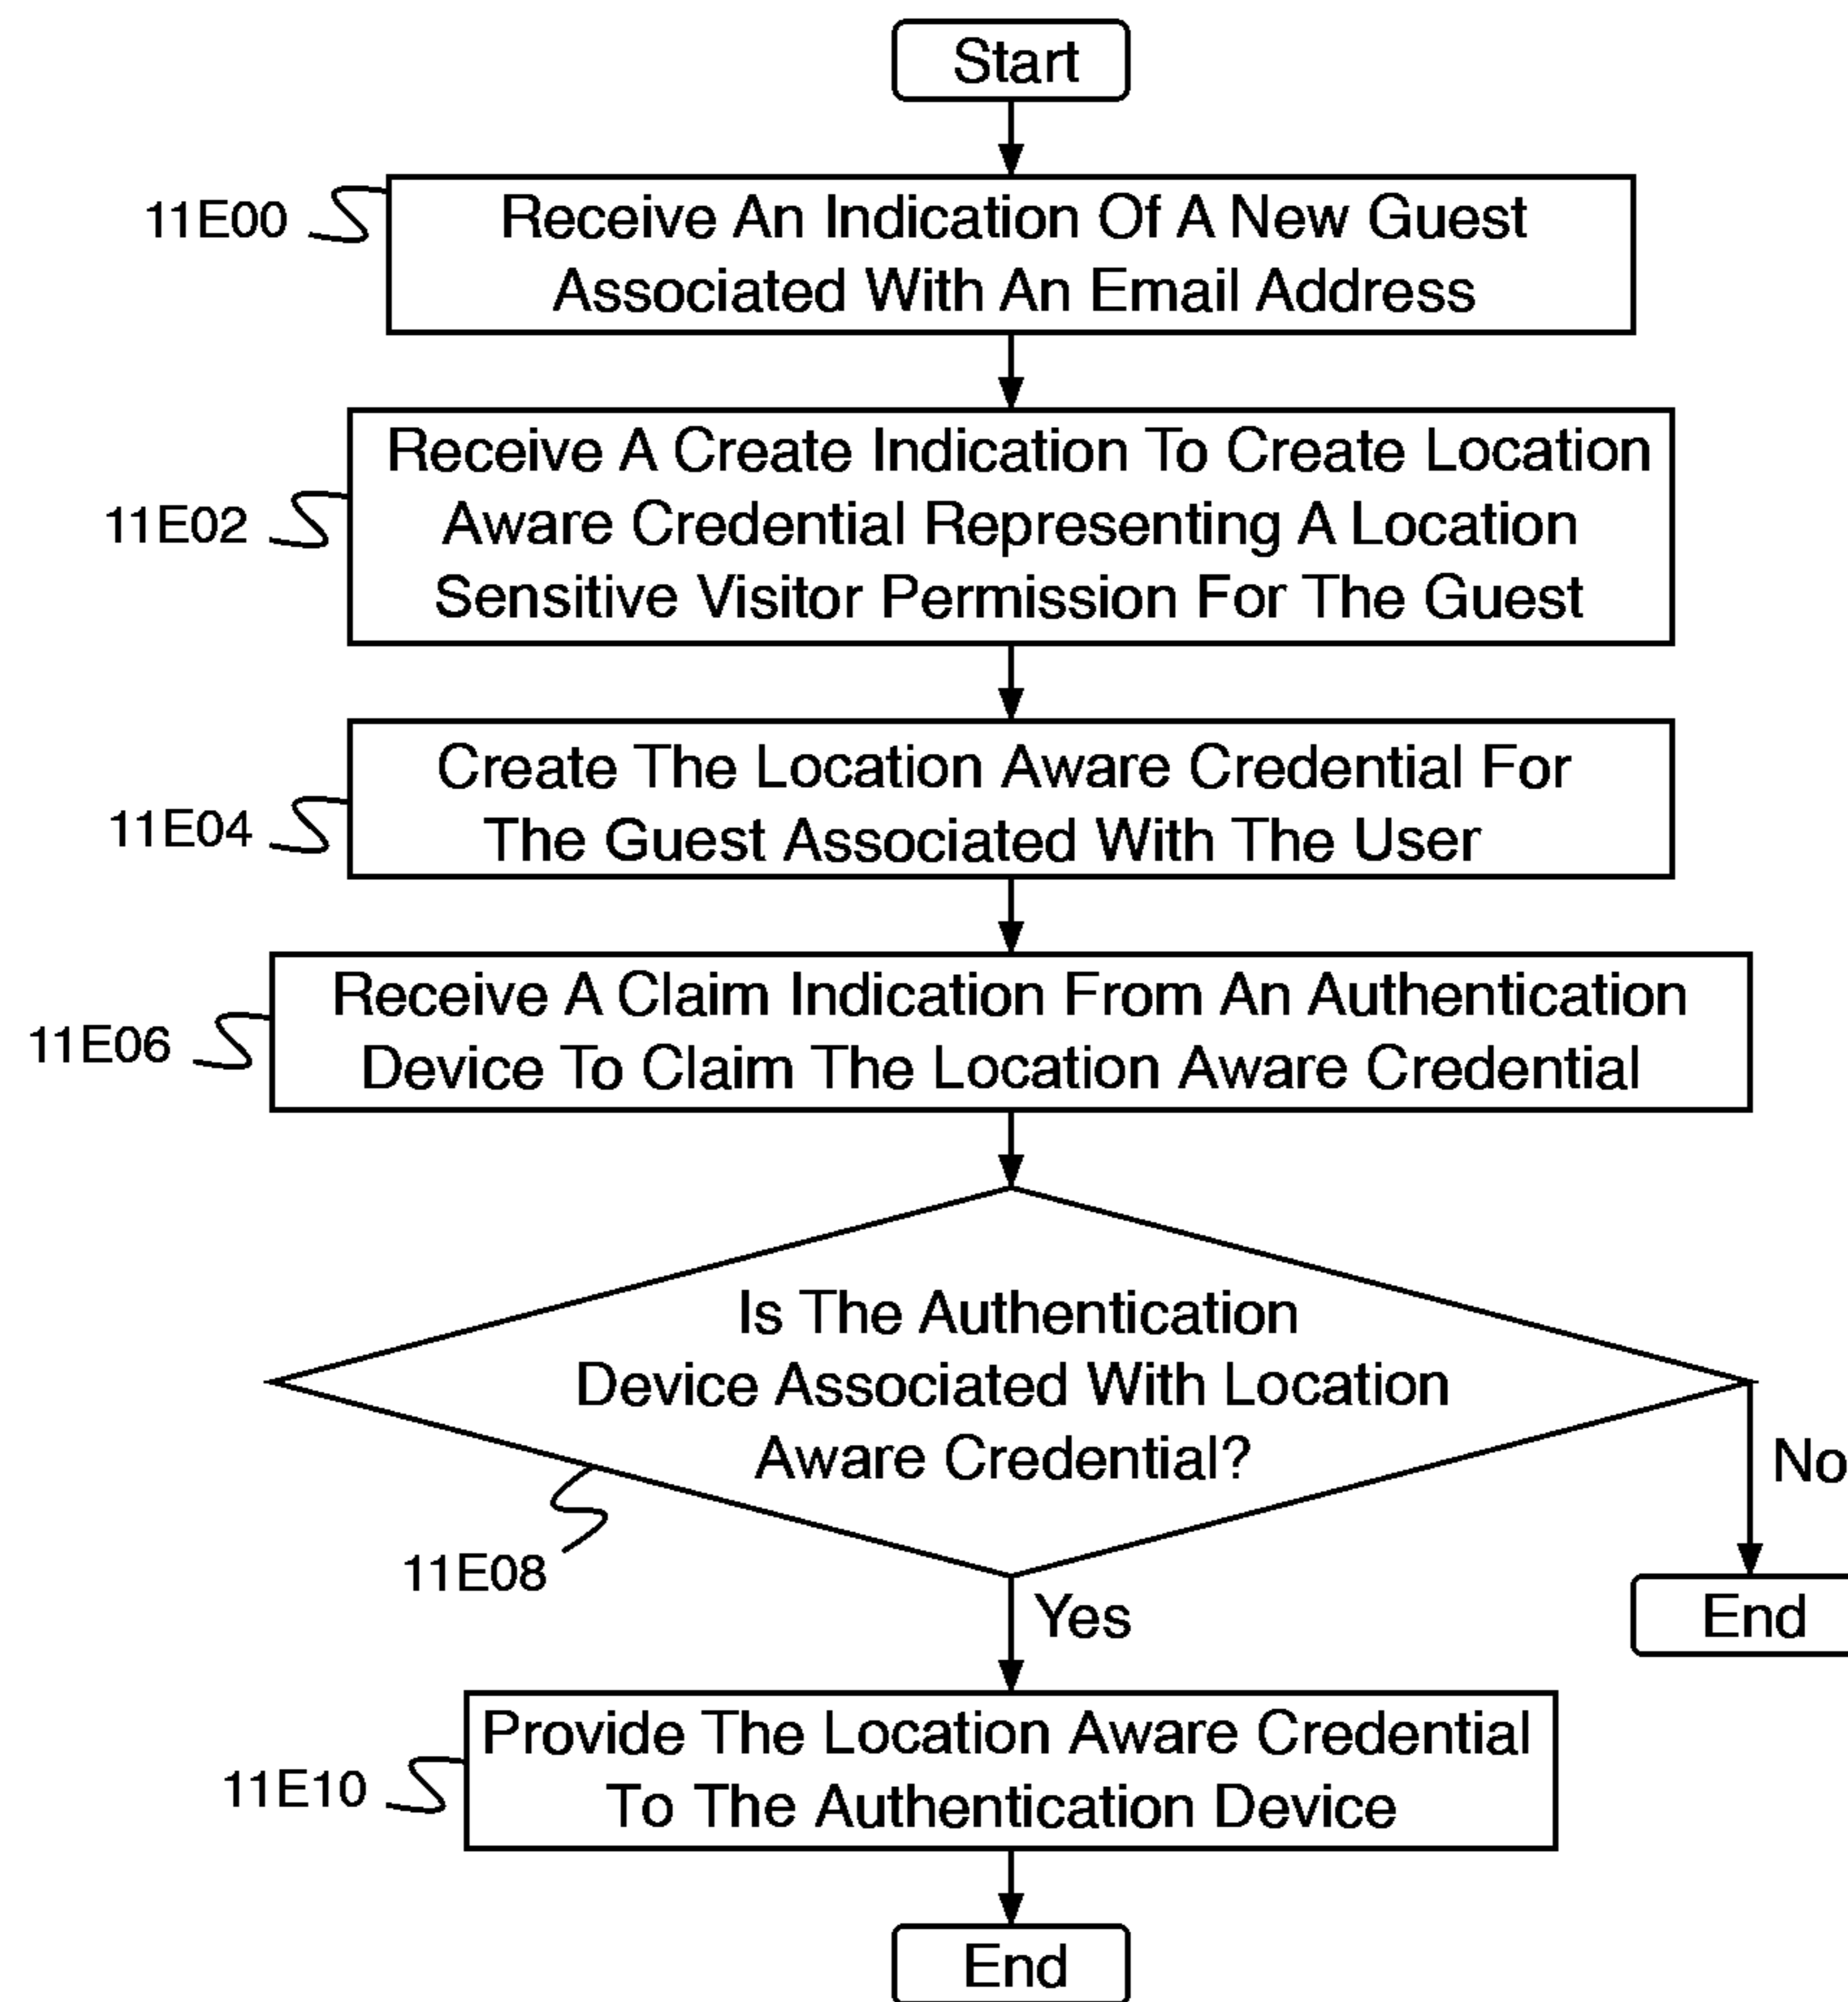 Start
11E00
Receive An Indication Of A New Guest
Associated With An Email Address
11E02
Receive A Create Indication To Create Location
Aware Credential Representing A Location
Sensitive Visitor Permission For The Guest
11E04
Create The Location Aware Credential For
The Guest Associated With The User
11E06
Receive A Claim Indication From An Authentication
Device To Claim The Location Aware Credential
Is The Authentication
Device Associated With Location
Aware Credential?
11E08
No
End
Yes
11E10
Provide The Location Aware Credential
To The Authentication Device
End